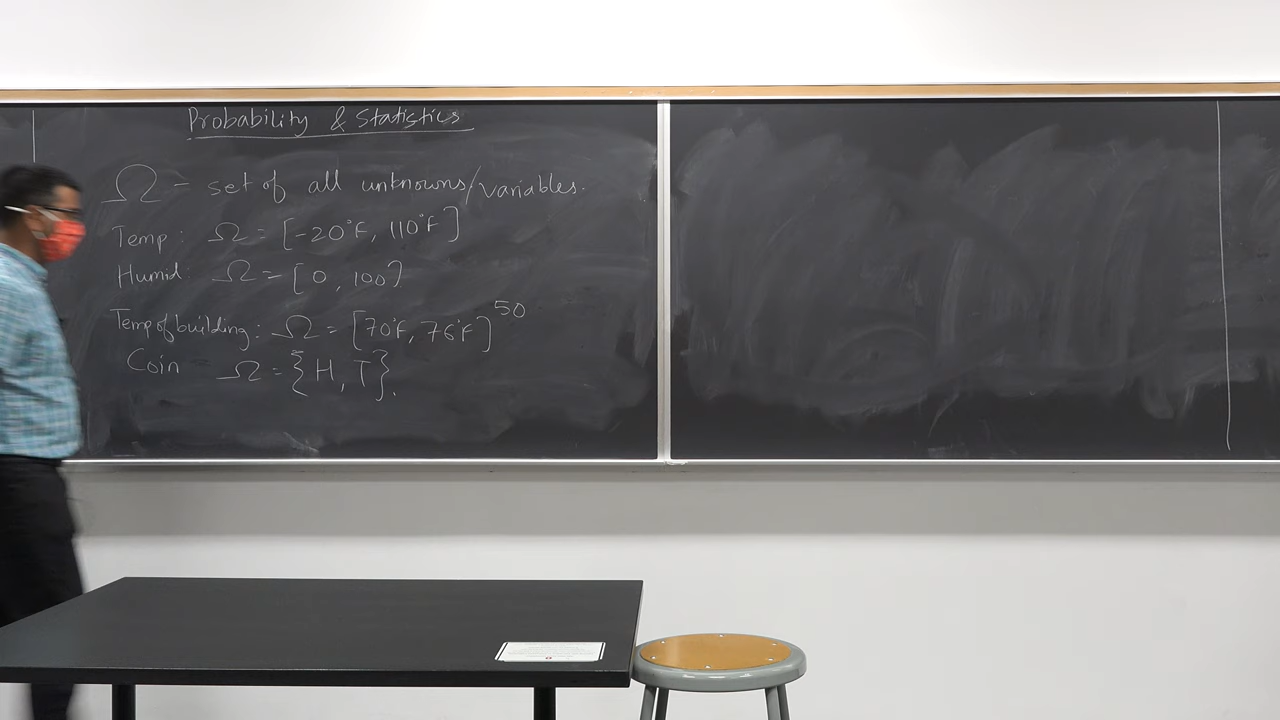 Probability & Statistics
Ω = set of all unknowns/variables.
Temp: Ω = [-20°F, 110°F]
Humid: Ω = [0, 100]
Temp of building: Ω = [70°F, 76°F]^50
Coin Ω = {H, T}.